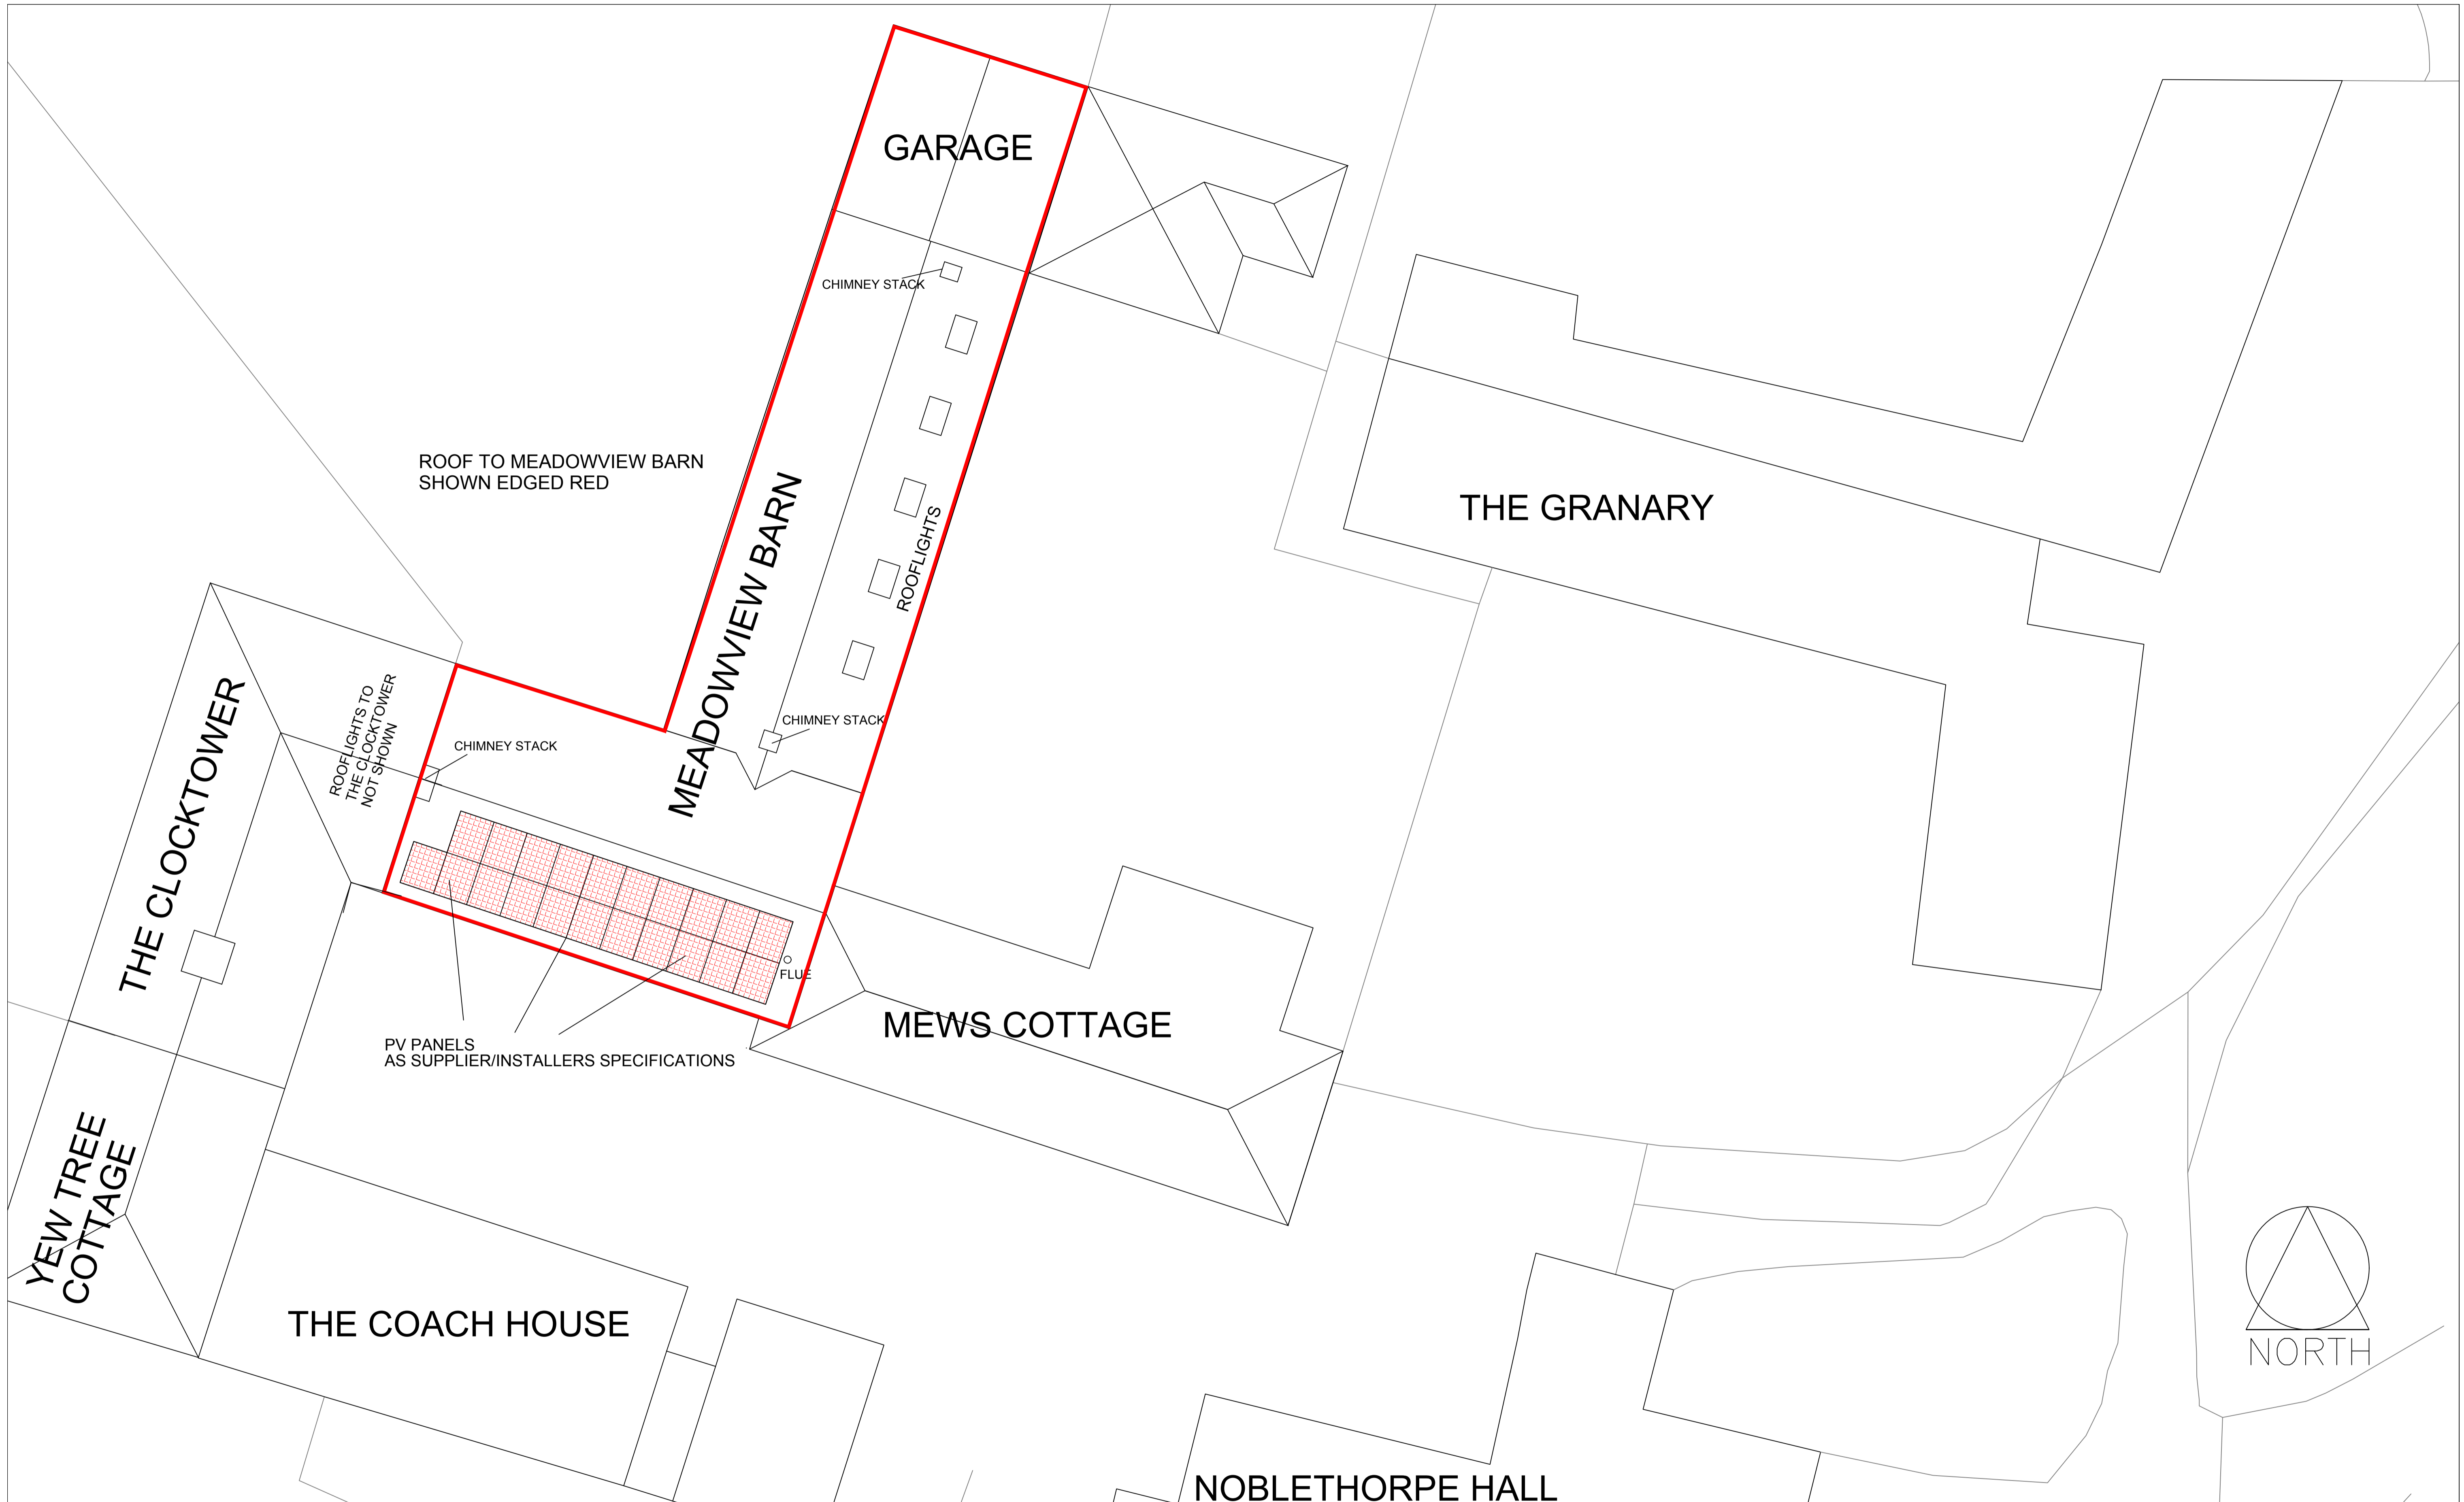 GARAGE
CHIMNEY STACK
ROOF TO MEADOWVIEW BARN
SHOWN EDGED RED
MEADOWVIEW BARN
ROOFLIGHTS
THE GRANARY
THE CLOCKTOWER
ROOFLIGHTS TO
THE CLOCKTOWER
NOT SHOWN
CHIMNEY STACK
CHIMNEY STACK
FLUE
MEWS COTTAGE
PV PANELS
AS SUPPLIER/INSTALLERS SPECIFICATIONS
YEW TREE
COTTAGE
THE COACH HOUSE
NORTH
NOBLETHORPE HALL